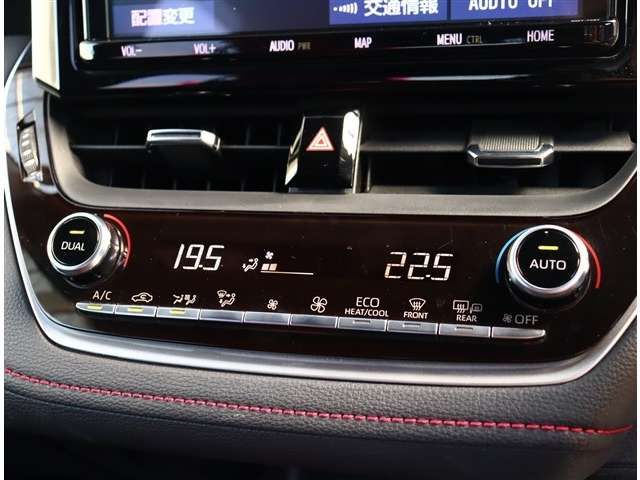 配置変更
交通情報
AUDIO OFF
VOL−
VOL+
AUDIO PWR
MAP
MENU CTRL
HOME
DUAL
19.5
22.5
AUTO
A/C
ECO
HEAT/COOL
FRONT
REAR
OFF